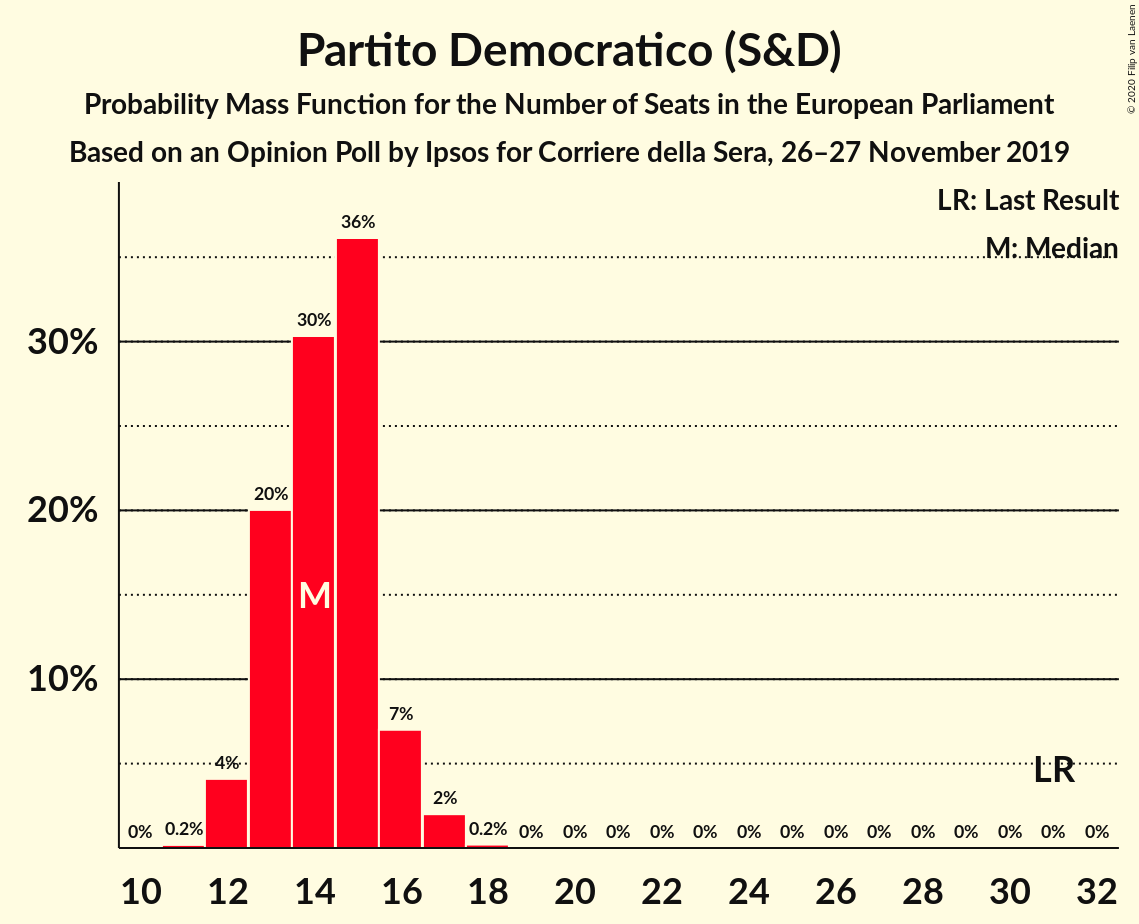 Partito Democratico (S&D)
Probability Mass Function for the Number of Seats in the European Parliament
Based on an Opinion Poll by Ipsos for Corriere della Sera, 26–27 November 2019
© 2020 Filip van Laenen
LR: Last Result
M: Median
36%
30%
30%
20%
20%
M
10%
7%
4%
LR
2%
0% 0.2% 0.2% 0% 0% 0% 0% 0% 0% 0% 0% 0% 0% 0% 0% 0% 0%
10 12 14 16 18 20 22 24 26 28 30 32